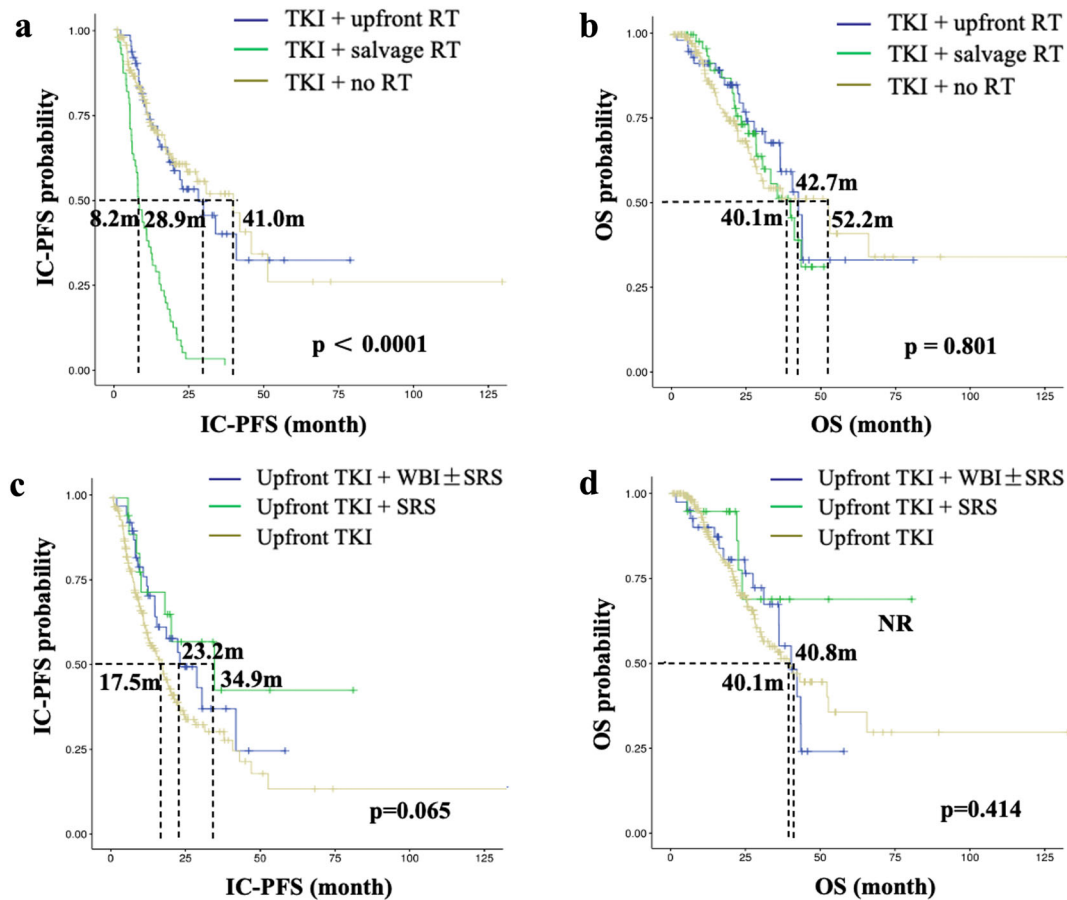 a
TKI + upfront RT
TKI + salvage RT
TKI + no RT
IC-PFS probability
1.00
0.75
0.50
0.25
0.00
8.2m
28.9m
41.0m
p < 0.0001
0
25
50
75
100
125
IC-PFS (month)
b
TKI + upfront RT
TKI + salvage RT
TKI + no RT
OS probability
1.00
0.75
0.50
0.25
0.00
42.7m
40.1m
52.2m
p = 0.801
0
25
50
75
100
125
OS (month)
c
Upfront TKI + WBI±SRS
Upfront TKI + SRS
Upfront TKI
IC-PFS probability
1.00
0.75
0.50
0.25
0.00
23.2m
17.5m
34.9m
p=0.065
0
25
50
75
100
125
IC-PFS (month)
d
Upfront TKI + WBI±SRS
Upfront TKI + SRS
Upfront TKI
OS probability
1.00
0.75
0.50
0.25
0.00
NR
40.8m
40.1m
p=0.414
0
25
50
75
100
125
OS (month)